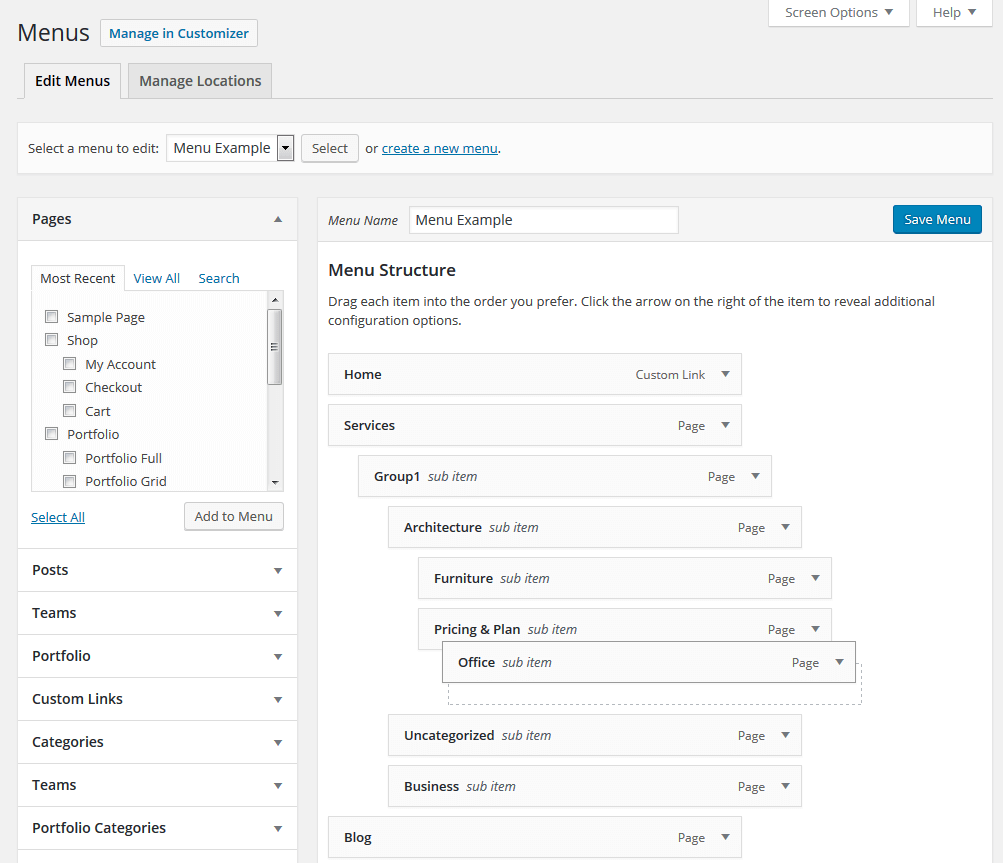 Screen Options Help
Menus Manage in Customizer
Edit Menus Manage Locations
Select a menu to edit: Menu Example Select or create a new menu.
Pages
Most Recent View All Search
Sample Page
Shop
My Account
Checkout
Cart
Portfolio
Portfolio Full
Portfolio Grid
Select All Add to Menu
Posts
Teams
Portfolio
Custom Links
Categories
Teams
Portfolio Categories
Menu Name Menu Example Save Menu
Menu Structure
Drag each item into the order you prefer. Click the arrow on the right of the item to reveal additional
configuration options.
Home Custom Link
Services Page
Group1 sub item Page
Architecture sub item Page
Furniture sub item Page
Pricing & Plan sub item Page
Office sub item Page
Uncategorized sub item Page
Business sub item Page
Blog Page